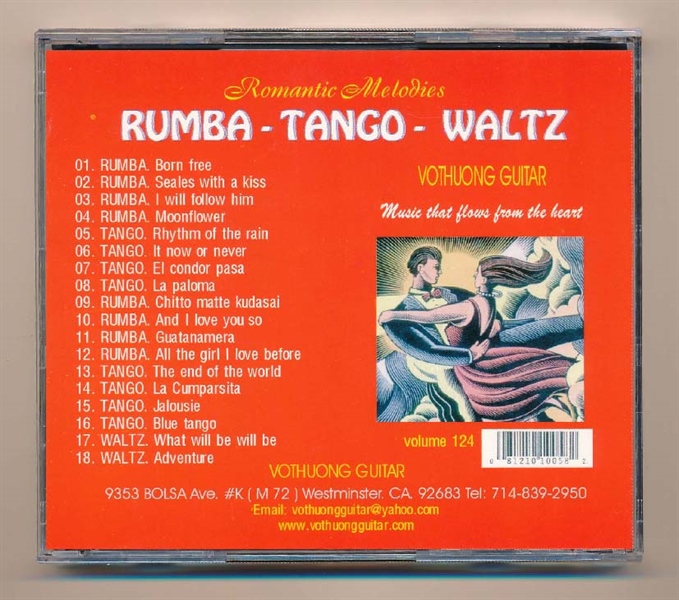 Romantic Melodies
RUMBA - TANGO - WALTZ
01. RUMBA. Born free
02. RUMBA. Seales with a kiss
03. RUMBA. I will follow him
04. RUMBA. Moonflower
05. TANGO. Rhythm of the rain
06. TANGO. It now or never
07. TANGO. El condor pasa
08. TANGO. La paloma
09. RUMBA. Chitto matte kudasai
10. RUMBA. And I love you so
11. RUMBA. Guatanamera
12. RUMBA. All the girl I love before
13. TANGO. The end of the world
14. TANGO. La Cumparsita
15. TANGO. Jalousie
16. TANGO. Blue tango
17. WALTZ. What will be will be
18. WALTZ. Adventure
VOTHUONG GUITAR
Music that flows from the heart
volume 124
6 81210 10058 2
VOTHUONG GUITAR
9353 BOLSA Ave. #K ( M 72 ) Westminster. CA. 92683 Tel: 714-839-2950
Email: vothuongguitar@yahoo.com
www.vothuongguitar.com